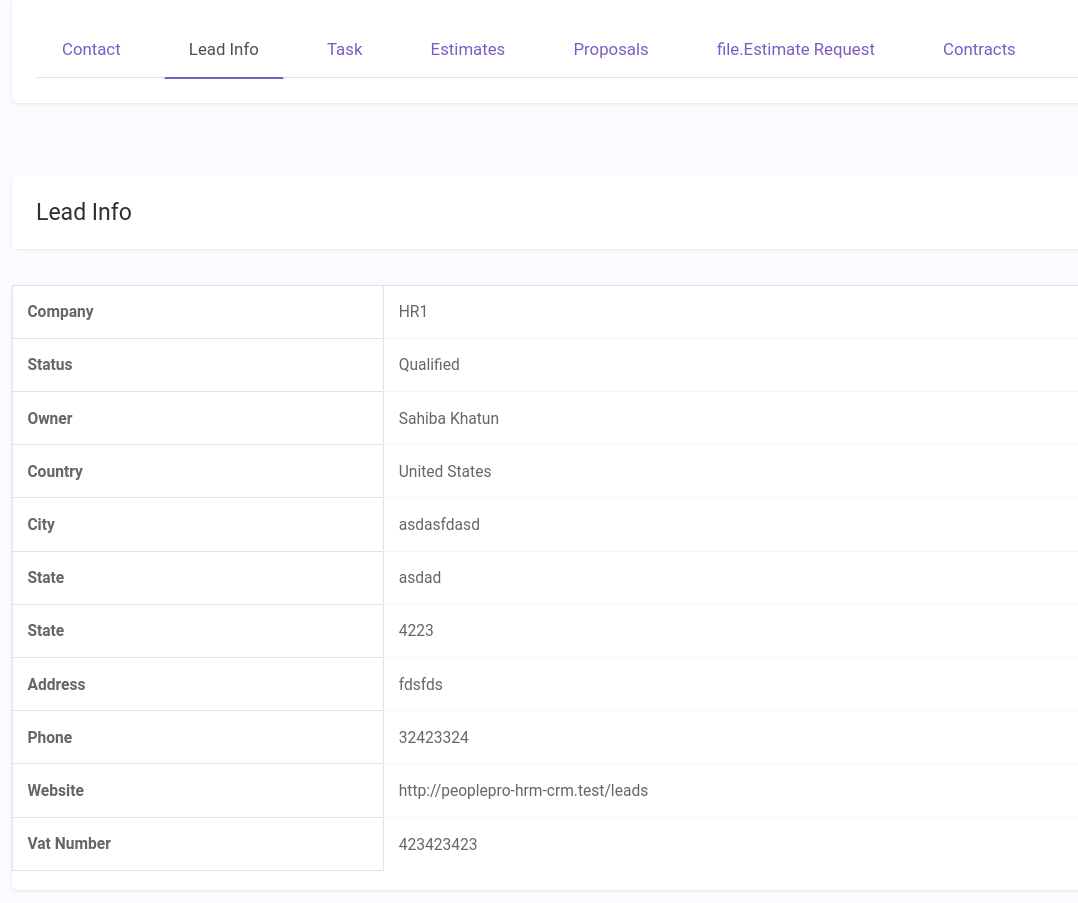 Contact Lead Info Task Estimates Proposals file.Estimate Request Contracts
Lead Info
Company HR1
Status Qualified
Owner Sahiba Khatun
Country United States
City asdasfdasd
State asdad
State 4223
Address fdsfds
Phone 32423324
Website http://peoplepro-hrm-crm.test/leads
Vat Number 423423423